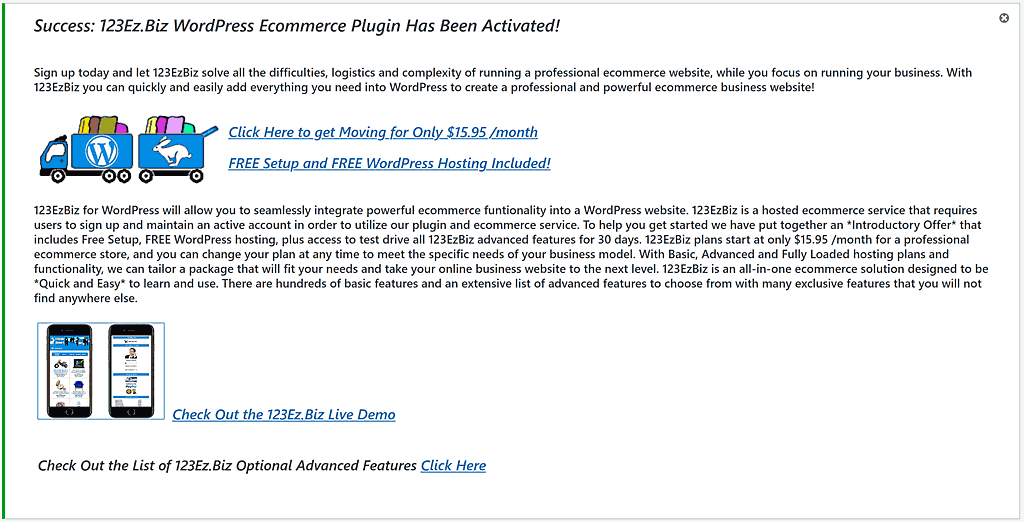 Success: 123Ez.Biz WordPress Ecommerce Plugin Has Been Activated!
Sign up today and let 123EzBiz solve all the difficulties, logistics and complexity of running a professional ecommerce website, while you focus on running your business. With
123EzBiz you can quickly and easily add everything you need into WordPress to create a professional and powerful ecommerce business website!
Click Here to get Moving for Only $15.95 /month
FREE Setup and FREE WordPress Hosting Included!
123EzBiz for WordPress will allow you to seamlessly integrate powerful ecommerce funtionality into a WordPress website. 123EzBiz is a hosted ecommerce service that requires
users to sign up and maintain an active account in order to utilize our plugin and ecommerce service. To help you get started we have put together an *Introductory Offer* that
includes Free Setup, FREE WordPress hosting, plus access to test drive all 123EzBiz advanced features for 30 days. 123EzBiz plans start at only $15.95 /month for a professional
ecommerce store, and you can change your plan at any time to meet the specific needs of your business model. With Basic, Advanced and Fully Loaded hosting plans and
functionality, we can tailor a package that will fit your needs and take your online business website to the next level. 123EzBiz is an all-in-one ecommerce solution designed to be
*Quick and Easy* to learn and use. There are hundreds of basic features and an extensive list of advanced features to choose from with many exclusive features that you will not
find anywhere else.
Check Out the 123Ez.Biz Live Demo
Check Out the List of 123Ez.Biz Optional Advanced Features Click Here